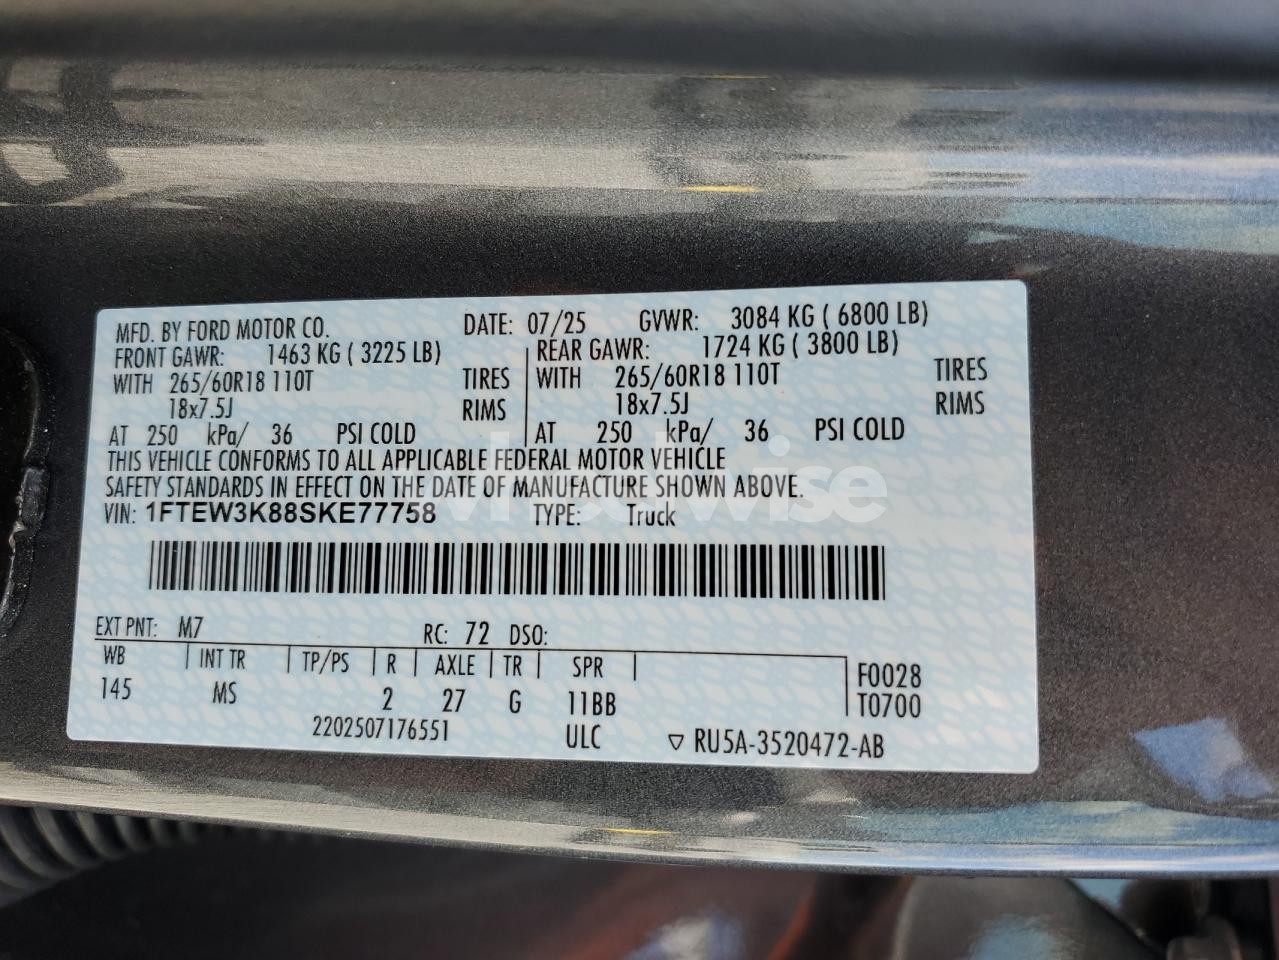 MFD. BY FORD MOTOR CO. DATE: 07/25 GVWR: 3084 KG ( 6800 LB)
FRONT GAWR: 1463 KG ( 3225 LB) REAR GAWR: 1724 KG ( 3800 LB)
WITH 265/60R18 110T TIRES WITH 265/60R18 110T TIRES
18x7.5J RIMS 18x7.5J RIMS
AT 250 kPa/ 36 PSI COLD AT 250 kPa/ 36 PSI COLD
THIS VEHICLE CONFORMS TO ALL APPLICABLE FEDERAL MOTOR VEHICLE
SAFETY STANDARDS IN EFFECT ON THE DATE OF MANUFACTURE SHOWN ABOVE.
VIN: 1FTEW3K88SKE77758 TYPE: Truck
EXT PNT: M7 RC: 72 DSO:
WB INT TR TP/PS R AXLE TR SPR F0028
145 MS 2 27 G 11BB T0700
2202507176551 ULC ▽ RU5A-3520472-AB